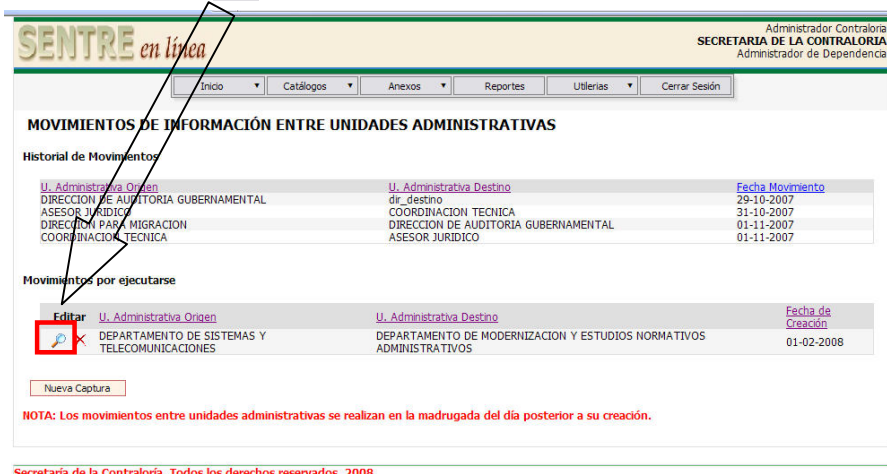 SENTRE en línea
Administrador Contraloria
SECRETARIA DE LA CONTRALORIA
Administrador de Dependencia
Inicio Catálogos Anexos Reportes Utilerias Cerrar Sesión
MOVIMIENTOS DE INFORMACIÓN ENTRE UNIDADES ADMINISTRATIVAS
Historial de Movimientos
U. Administrativa Origen U. Administrativa Destino Fecha Movimiento
DIRECCION DE AUDITORIA GUBERNAMENTAL dir_destino 29-10-2007
ASESOR JURIDICO COORDINACION TECNICA 31-10-2007
DIRECCION PARA MIGRACION DIRECCION DE AUDITORIA GUBERNAMENTAL 01-11-2007
COORDINACION TECNICA ASESOR JURIDICO 01-11-2007
Movimientos por ejecutarse
Editar U. Administrativa Origen U. Administrativa Destino Fecha de
Creación
DEPARTAMENTO DE SISTEMAS Y DEPARTAMENTO DE MODERNIZACION Y ESTUDIOS NORMATIVOS 01-02-2008
TELECOMUNICACIONES ADMINISTRATIVOS
Nueva Captura
NOTA: Los movimientos entre unidades administrativas se realizan en la madrugada del día posterior a su creación.
Secretaría de la Contraloría. Todos los derechos reservados. 2008